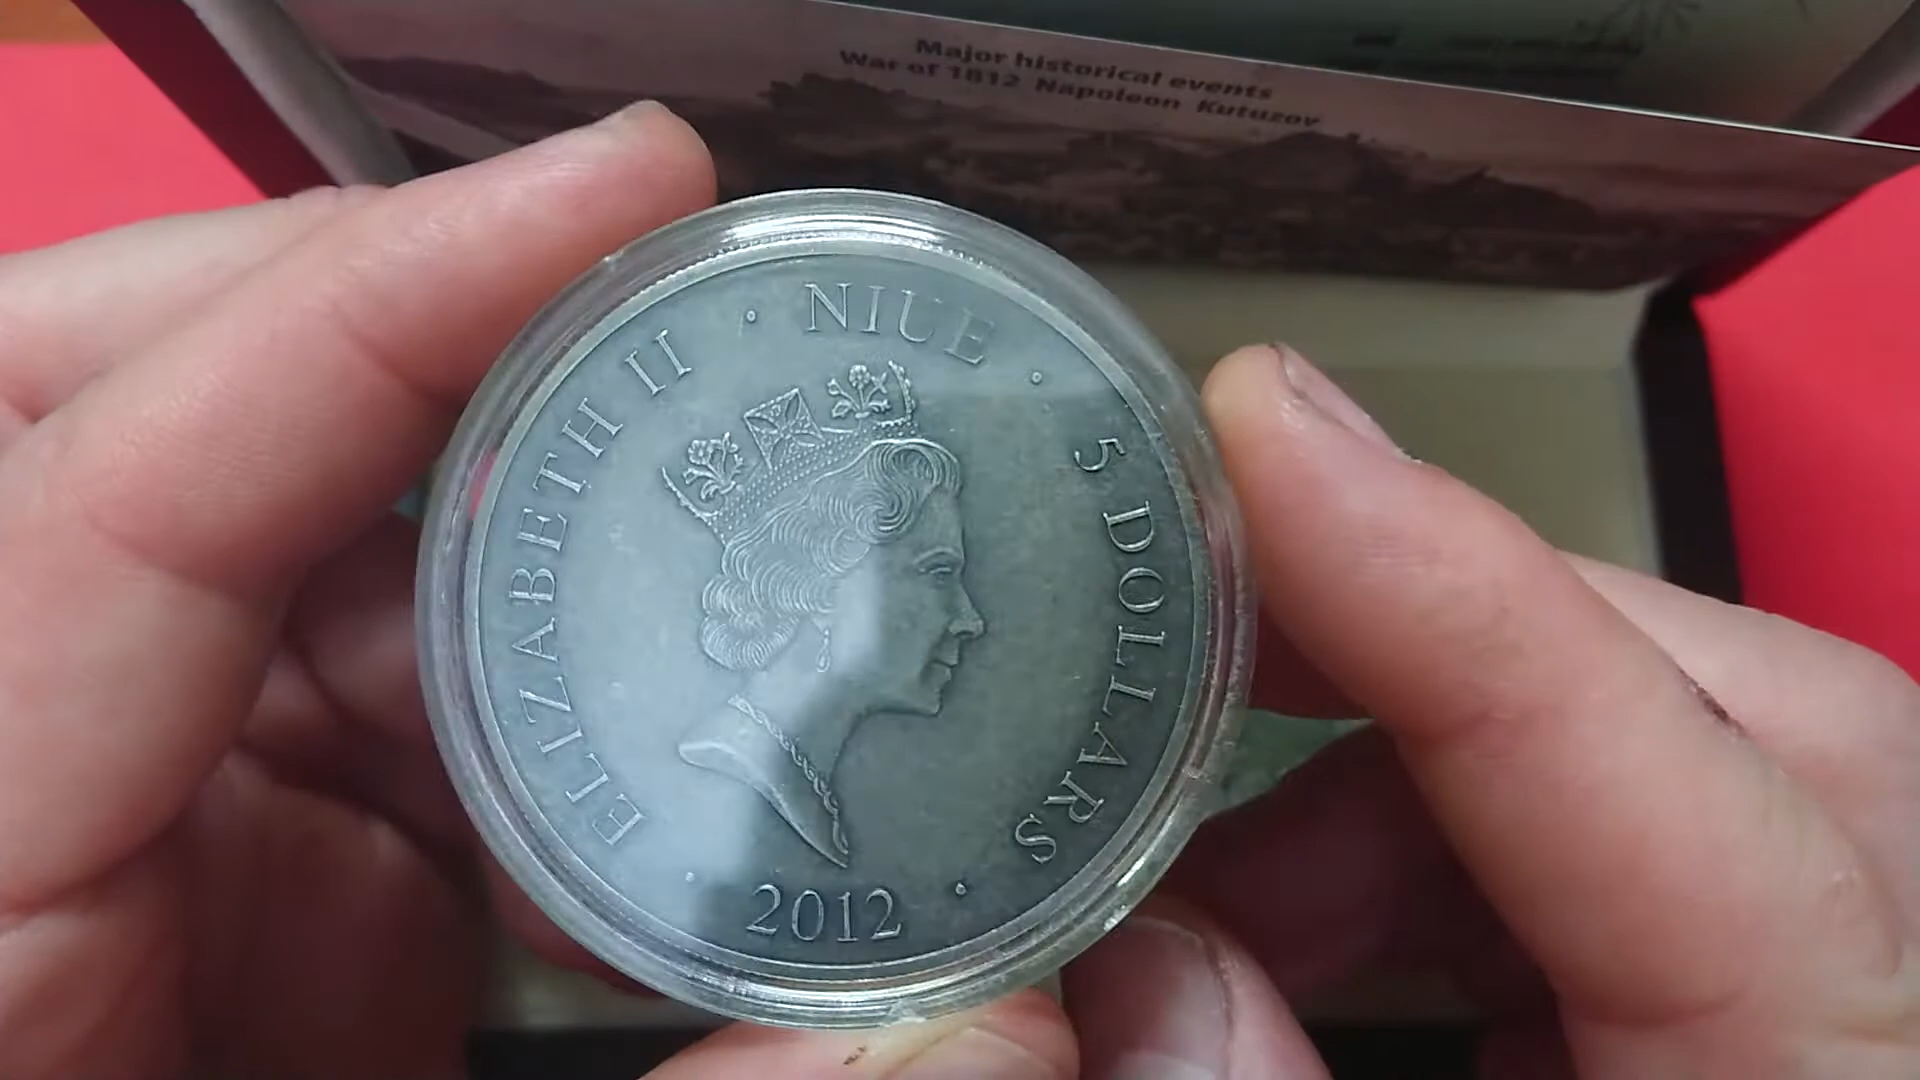 Major historical events
War of 1812 Napoleon Kutuzov
ELIZABETH II · NIUE · 5 DOLLARS
· 2012 ·